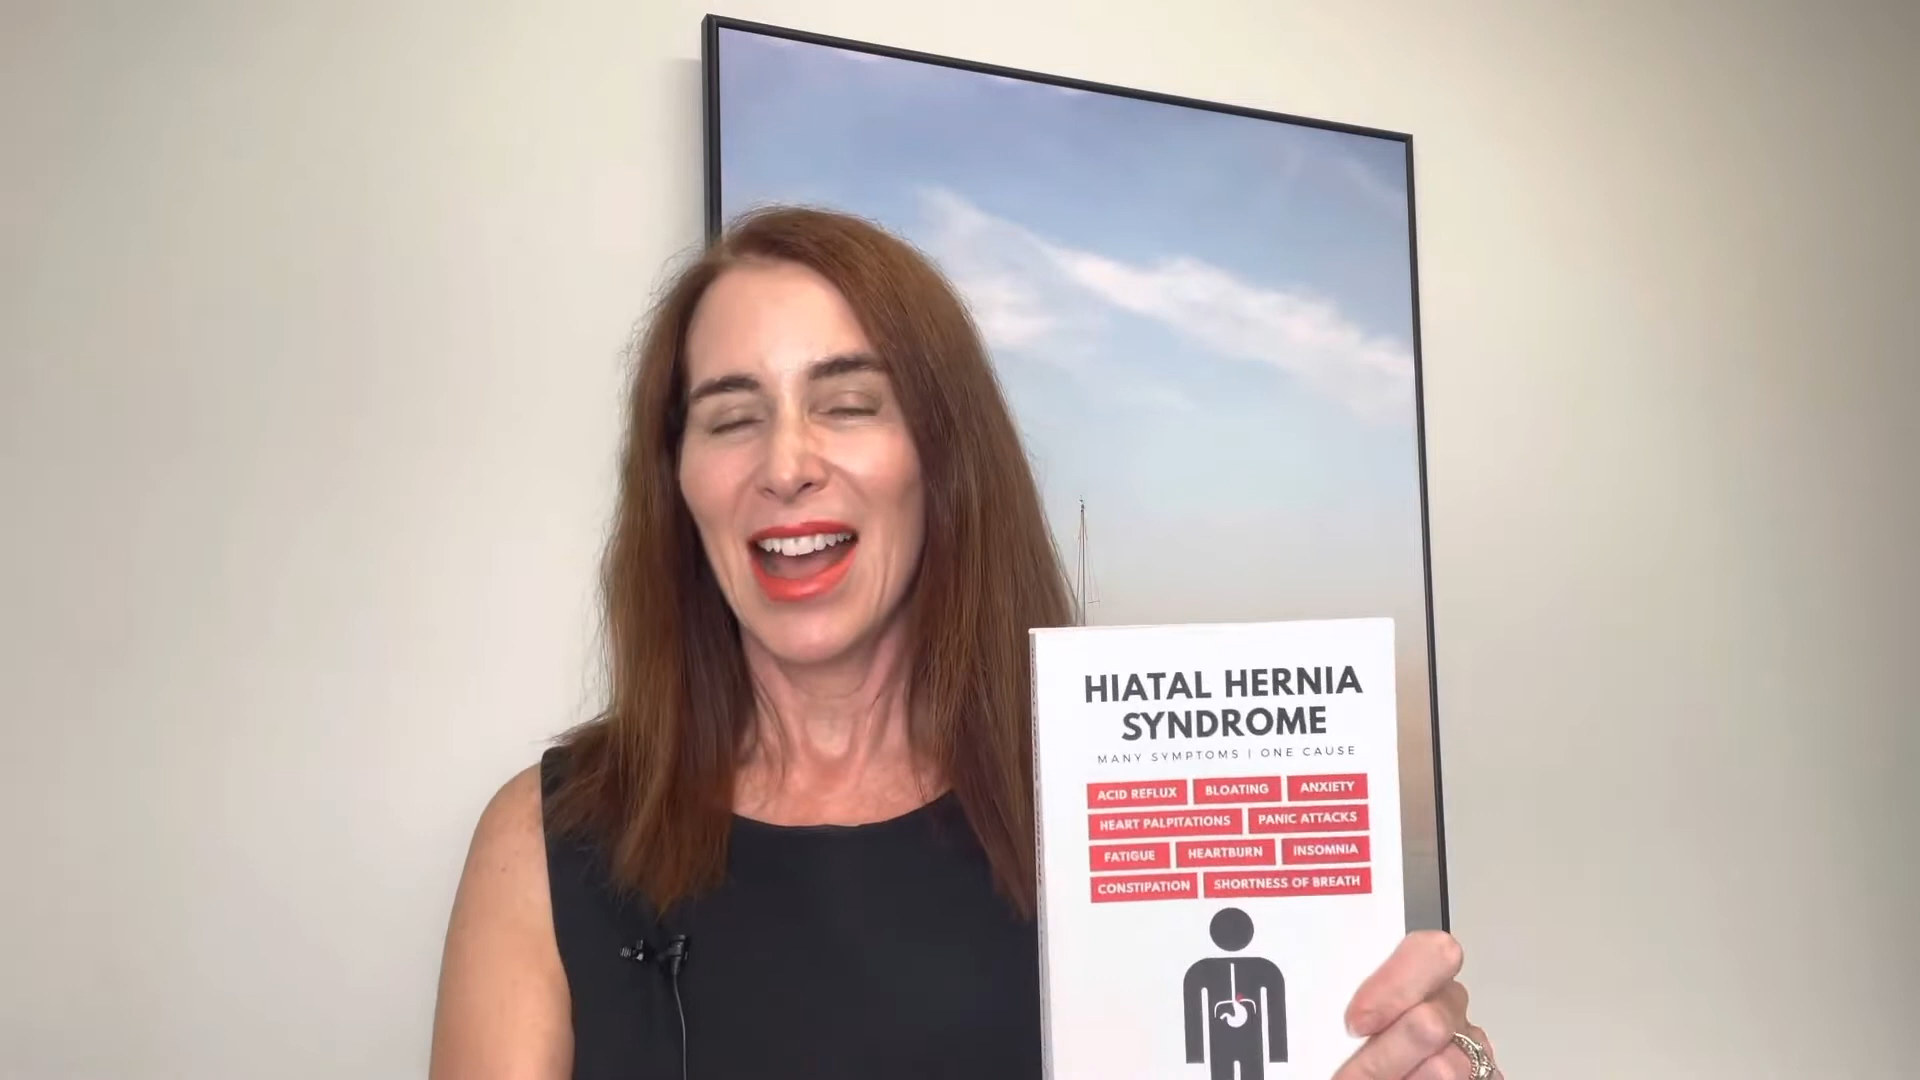 HIATAL HERNIA
SYNDROME
MANY SYMPTOMS | ONE CAUSE
ACID REFLUX BLOATING ANXIETY
HEART PALPITATIONS PANIC ATTACKS
FATIGUE HEARTBURN INSOMNIA
CONSTIPATION SHORTNESS OF BREATH